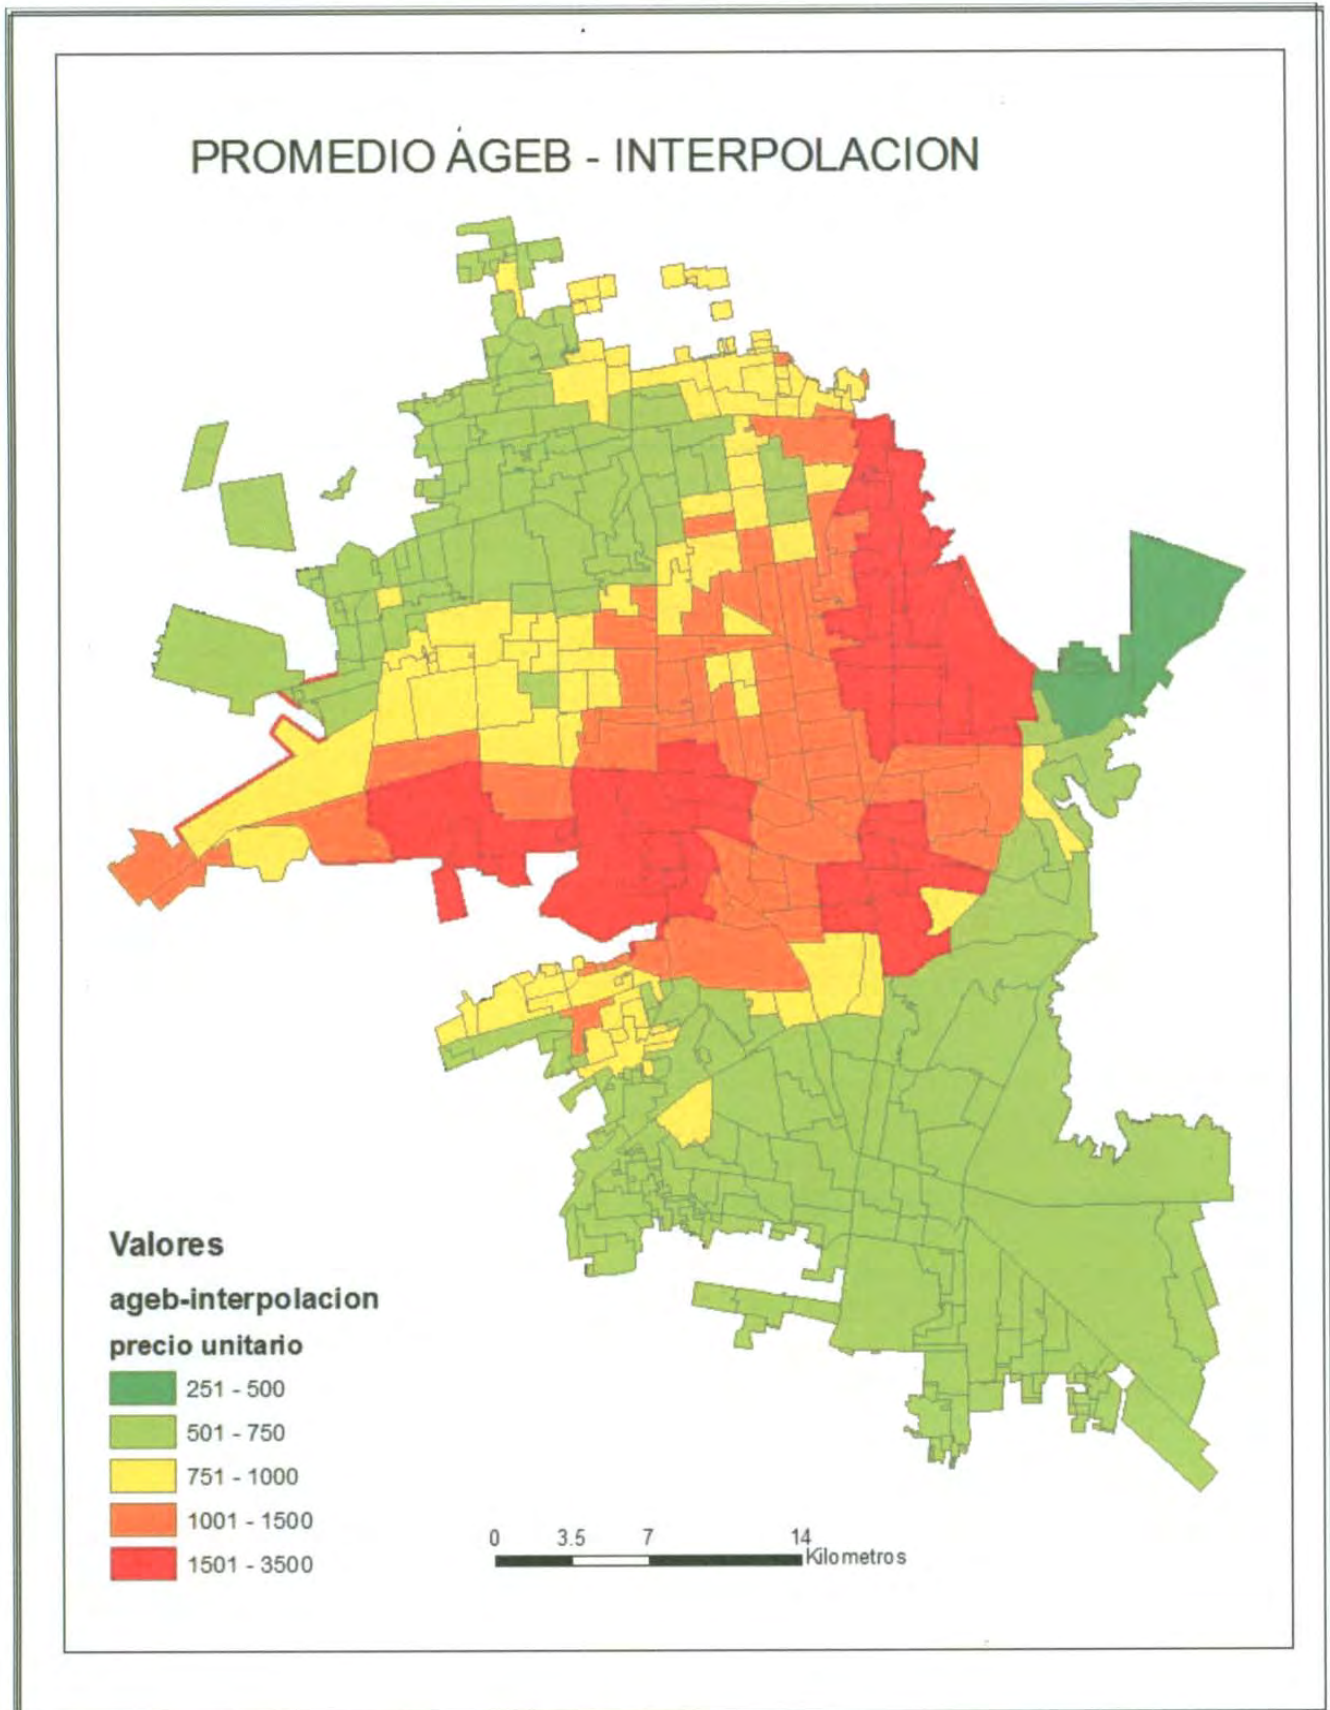 PROMEDIO AGEB - INTERPOLACION
Valores
ageb-interpolacion
precio unitario
251 - 500
501 - 750
751 - 1000
1001 - 1500
1501 - 3500
0 3.5 7 14
Kilometros